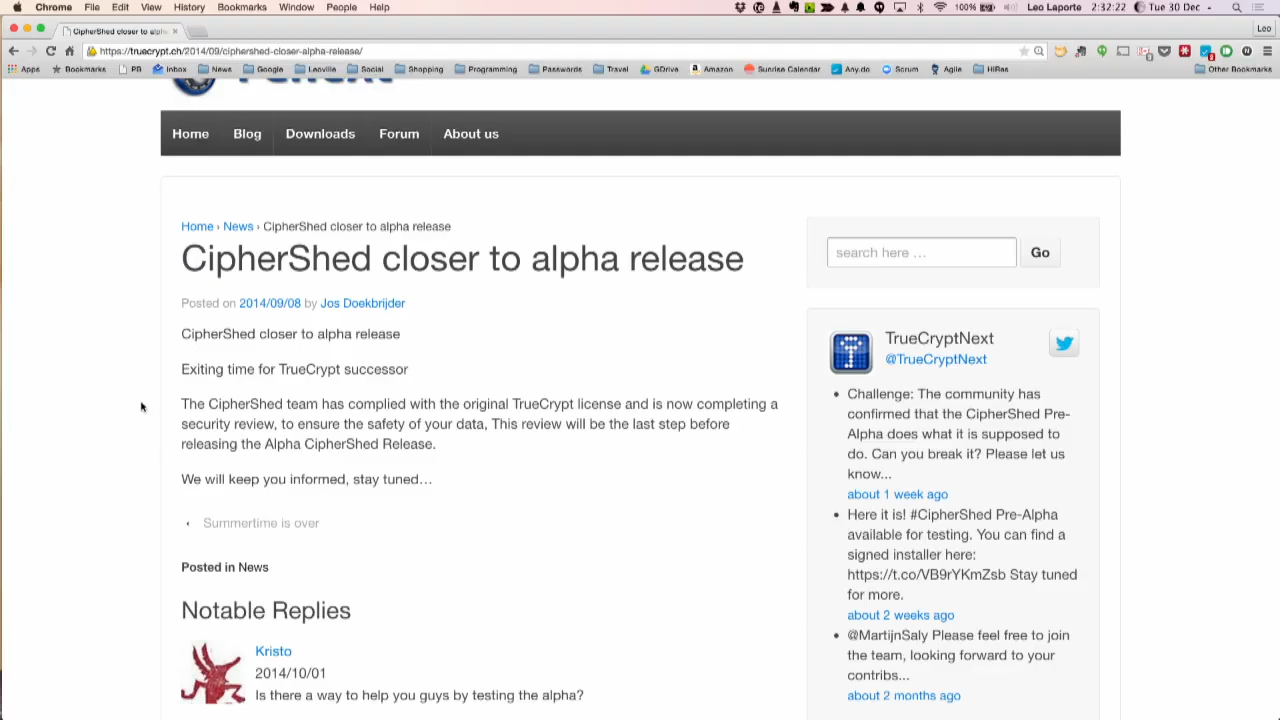 Chrome File Edit View History Bookmarks Window People Help 100% Leo Laporte 2:32:22 Tue 30 Dec
CipherShed closer to alpha Leo
https://truecrypt.ch/2014/09/ciphershed-closer-alpha-release/
Apps Bookmarks PB Inbox News Google Leoville Social Shopping Programming Passwords Travel GDrive Amazon Sunrise Calendar Any.do Scrum Agile HiRes Other Bookmarks
Home Blog Downloads Forum About us
Home › News › CipherShed closer to alpha release
CipherShed closer to alpha release
Posted on 2014/09/08 by Jos Doekbrijder
CipherShed closer to alpha release
Exiting time for TrueCrypt successor
The CipherShed team has complied with the original TrueCrypt license and is now completing a
security review, to ensure the safety of your data, This review will be the last step before
releasing the Alpha CipherShed Release.
We will keep you informed, stay tuned…
‹ Summertime is over
Posted in News
Notable Replies
Kristo
2014/10/01
Is there a way to help you guys by testing the alpha?
search here … Go
TrueCryptNext
@TrueCryptNext
• Challenge: The community has
confirmed that the CipherShed Pre-
Alpha does what it is supposed to
do. Can you break it? Please let us
know...
about 1 week ago
• Here it is! #CipherShed Pre-Alpha
available for testing. You can find a
signed installer here:
https://t.co/VB9rYKmZsb Stay tuned
for more.
about 2 weeks ago
• @MartijnSaly Please feel free to join
the team, looking forward to your
contribs...
about 2 months ago